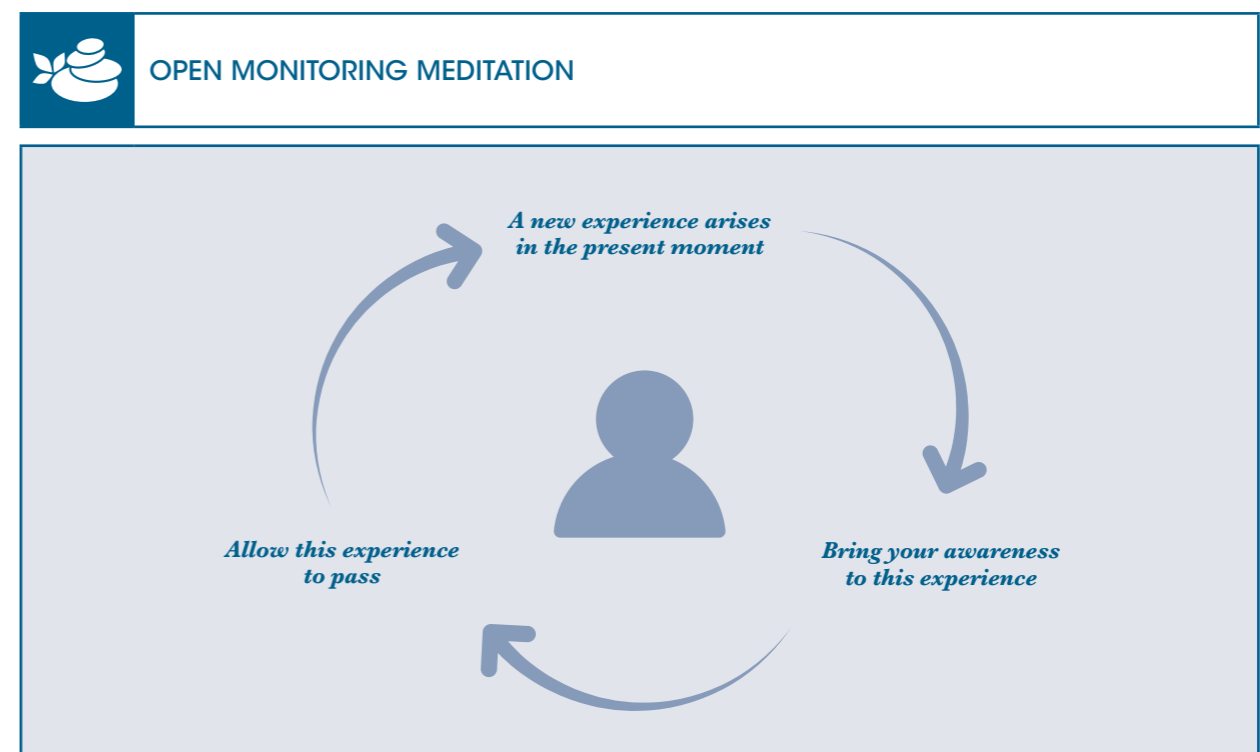 OPEN MONITORING MEDITATION
A new experience arises
in the present moment
Bring your awareness
to this experience
Allow this experience
to pass